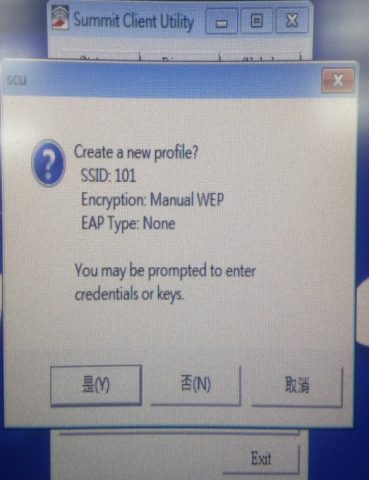 Summit Client Utility
scu
Create a new profile?
SSID: 101
Encryption: Manual WEP
EAP Type: None
You may be prompted to enter
credentials or keys.
是(Y)
否(N)
取消
Exit